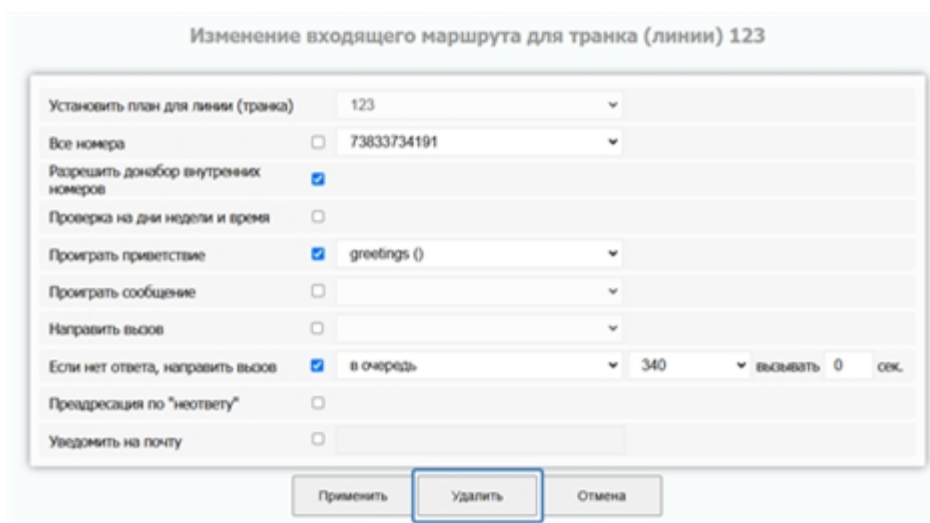 Изменение входящего маршрута для транка (линии) 123
Установить план для линии (транка) 123
Все номера 73833734191
Разрешить донабор внутренних
номеров
Проверка на дни недели и время
Проиграть приветствие greetings ()
Проиграть сообщение
Направить вызов
Если нет ответа, направить вызов в очередь 340 вызывать 0 сек.
Преадресация по "неответу"
Уведомить на почту
Применить Удалить Отмена